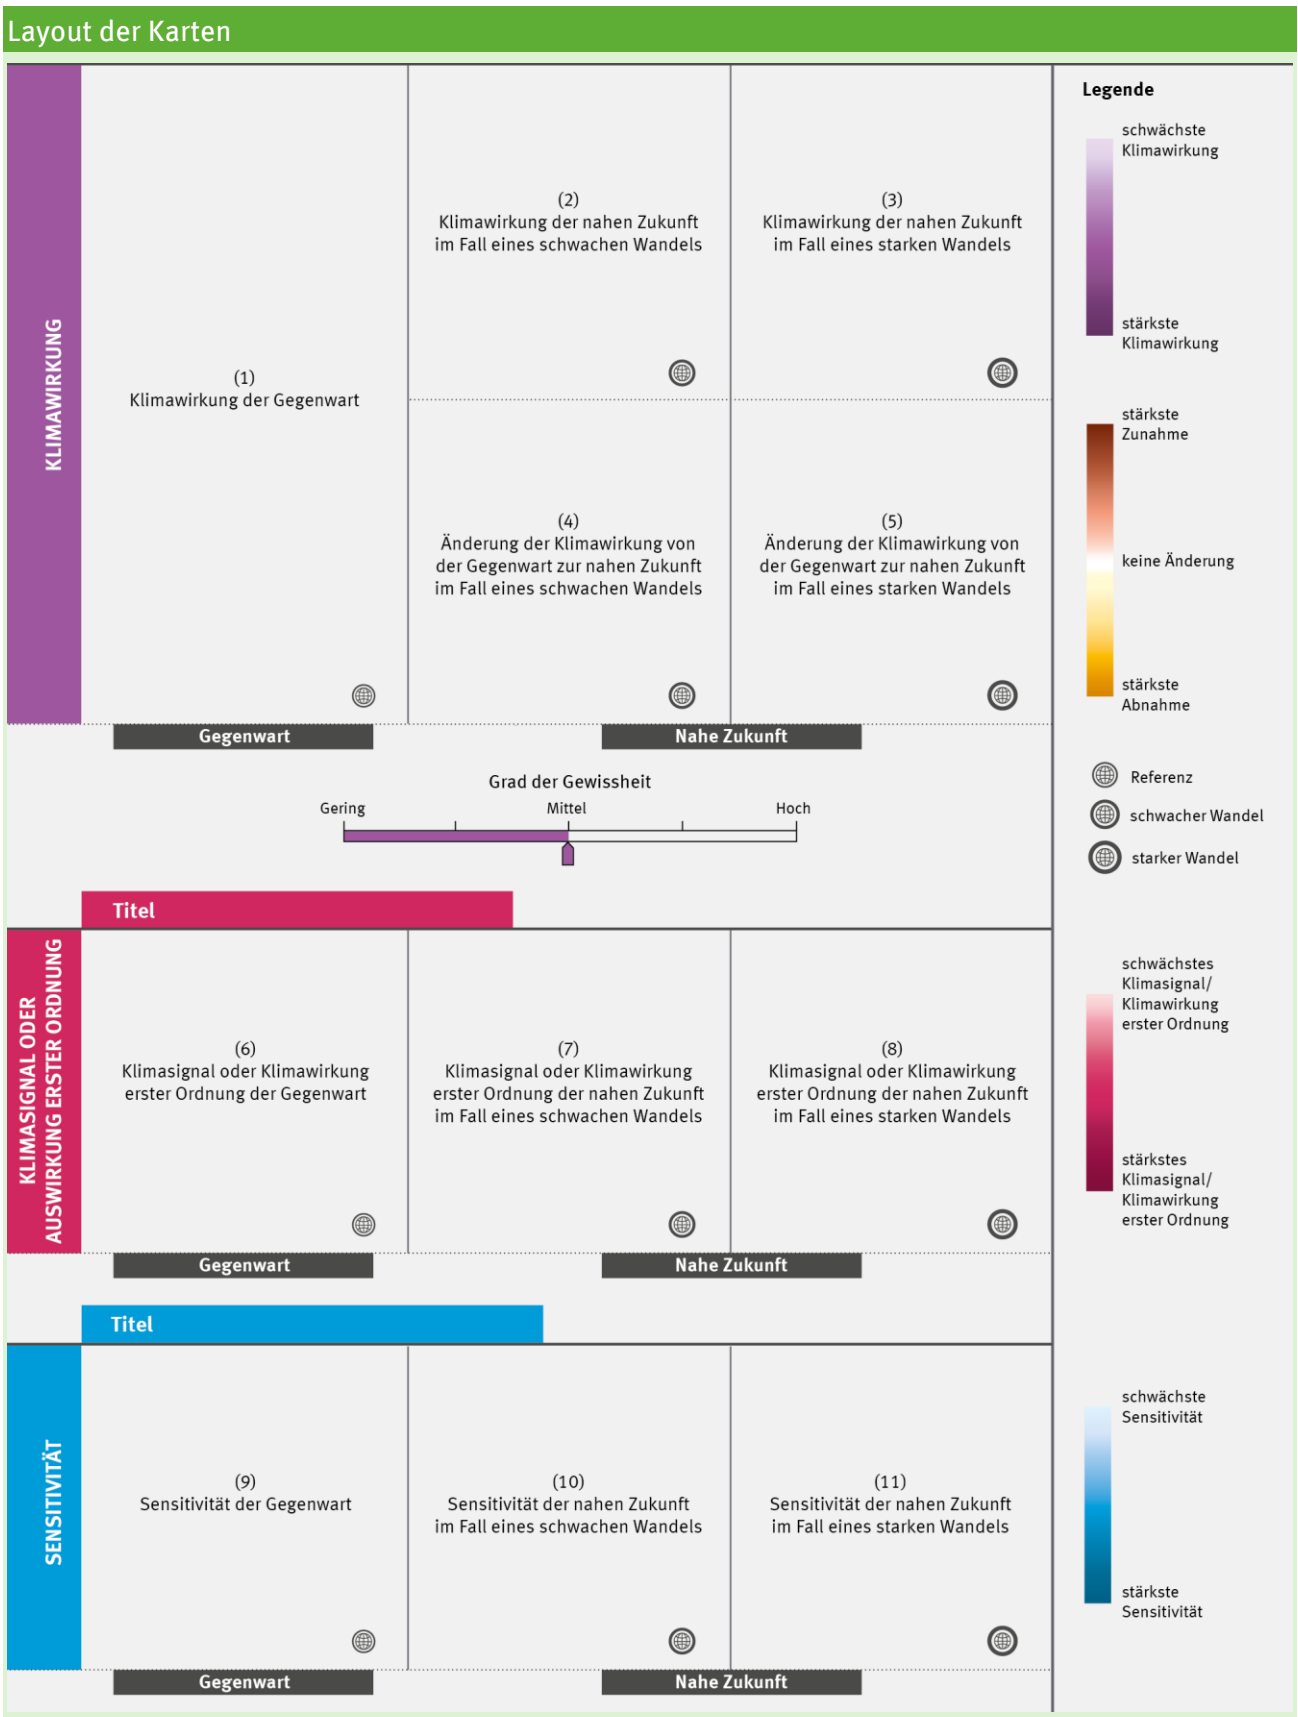 Layout der Karten
KLIMAWIRKUNG
(1)
Klimawirkung der Gegenwart
(2)
Klimawirkung der nahen Zukunft
im Fall eines schwachen Wandels
(3)
Klimawirkung der nahen Zukunft
im Fall eines starken Wandels
(4)
Änderung der Klimawirkung von
der Gegenwart zur nahen Zukunft
im Fall eines schwachen Wandels
(5)
Änderung der Klimawirkung von
der Gegenwart zur nahen Zukunft
im Fall eines starken Wandels
Gegenwart
Nahe Zukunft
Grad der Gewissheit
Gering
Mittel
Hoch
Titel
KLIMASIGNAL ODER
AUSWIRKUNG ERSTER ORDNUNG
(6)
Klimasignal oder Klimawirkung
erster Ordnung der Gegenwart
(7)
Klimasignal oder Klimawirkung
erster Ordnung der nahen Zukunft
im Fall eines schwachen Wandels
(8)
Klimasignal oder Klimawirkung
erster Ordnung der nahen Zukunft
im Fall eines starken Wandels
Gegenwart
Nahe Zukunft
Titel
SENSITIVITÄT
(9)
Sensitivität der Gegenwart
(10)
Sensitivität der nahen Zukunft
im Fall eines schwachen Wandels
(11)
Sensitivität der nahen Zukunft
im Fall eines starken Wandels
Gegenwart
Nahe Zukunft
Legende
schwächste
Klimawirkung
stärkste
Klimawirkung
stärkste
Zunahme
keine Änderung
stärkste
Abnahme
Referenz
schwacher Wandel
starker Wandel
schwächstes
Klimasignal/
Klimawirkung
erster Ordnung
stärkstes
Klimasignal/
Klimawirkung
erster Ordnung
schwächste
Sensitivität
stärkste
Sensitivität